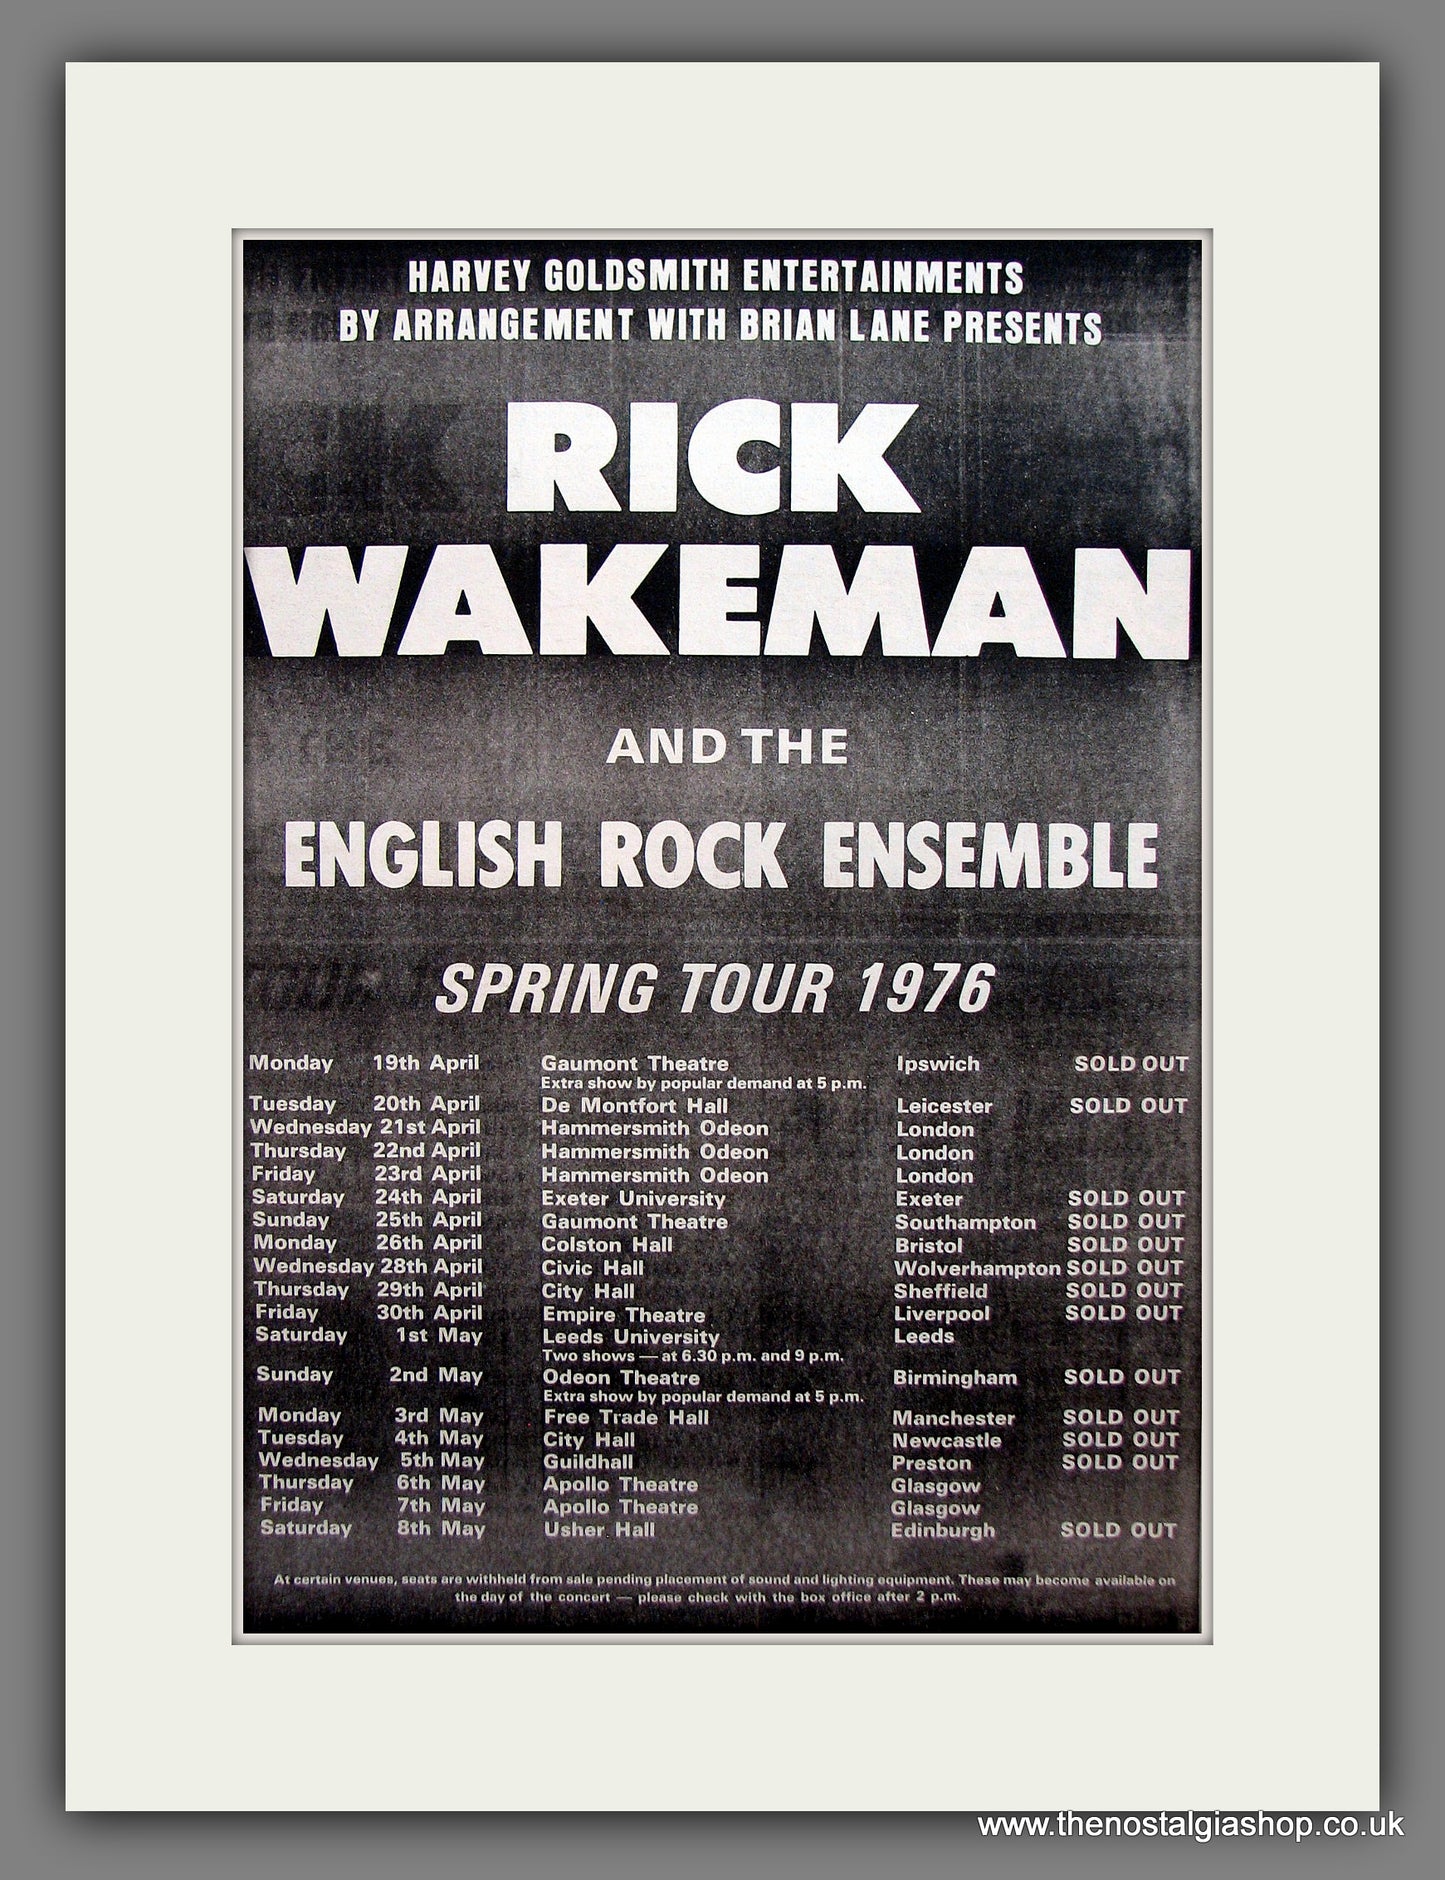 HARVEY GOLDSMITH ENTERTAINMENTS
BY ARRANGEMENT WITH BRIAN LANE PRESENTS
RICK
WAKEMAN
AND THE
ENGLISH ROCK ENSEMBLE
SPRING TOUR 1976
Monday 19th April Gaumont Theatre Ipswich SOLD OUT
Extra show by popular demand at 5 p.m.
Tuesday 20th April De Montfort Hall Leicester SOLD OUT
Wednesday 21st April Hammersmith Odeon London
Thursday 22nd April Hammersmith Odeon London
Friday 23rd April Hammersmith Odeon London
Saturday 24th April Exeter University Exeter SOLD OUT
Sunday 25th April Gaumont Theatre Southampton SOLD OUT
Monday 26th April Colston Hall Bristol SOLD OUT
Wednesday 28th April Civic Hall Wolverhampton SOLD OUT
Thursday 29th April City Hall Sheffield SOLD OUT
Friday 30th April Empire Theatre Liverpool SOLD OUT
Saturday 1st May Leeds University Leeds
Two shows — at 6.30 p.m. and 9 p.m.
Sunday 2nd May Odeon Theatre Birmingham SOLD OUT
Extra show by popular demand at 5 p.m.
Monday 3rd May Free Trade Hall Manchester SOLD OUT
Tuesday 4th May City Hall Newcastle SOLD OUT
Wednesday 5th May Guildhall Preston SOLD OUT
Thursday 6th May Apollo Theatre Glasgow
Friday 7th May Apollo Theatre Glasgow
Saturday 8th May Usher Hall Edinburgh SOLD OUT
At certain venues, seats are withheld from sale pending placement of sound and lighting equipment. These may become available on
the day of the concert — please check with the box office after 2 p.m.
www.thenostalgiashop.co.uk